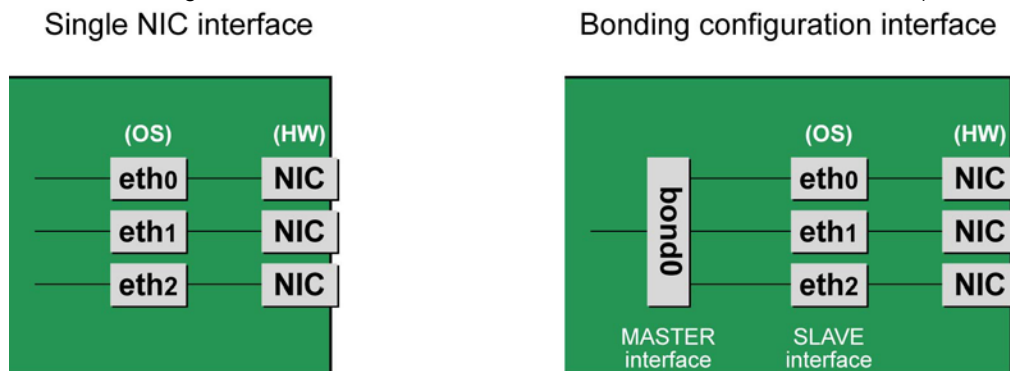 Single NIC interface
(OS) (HW)
eth0 NIC
eth1 NIC
eth2 NIC
Bonding configuration interface
(OS) (HW)
bond0
eth0 NIC
eth1 NIC
eth2 NIC
MASTER
interface
SLAVE
interface